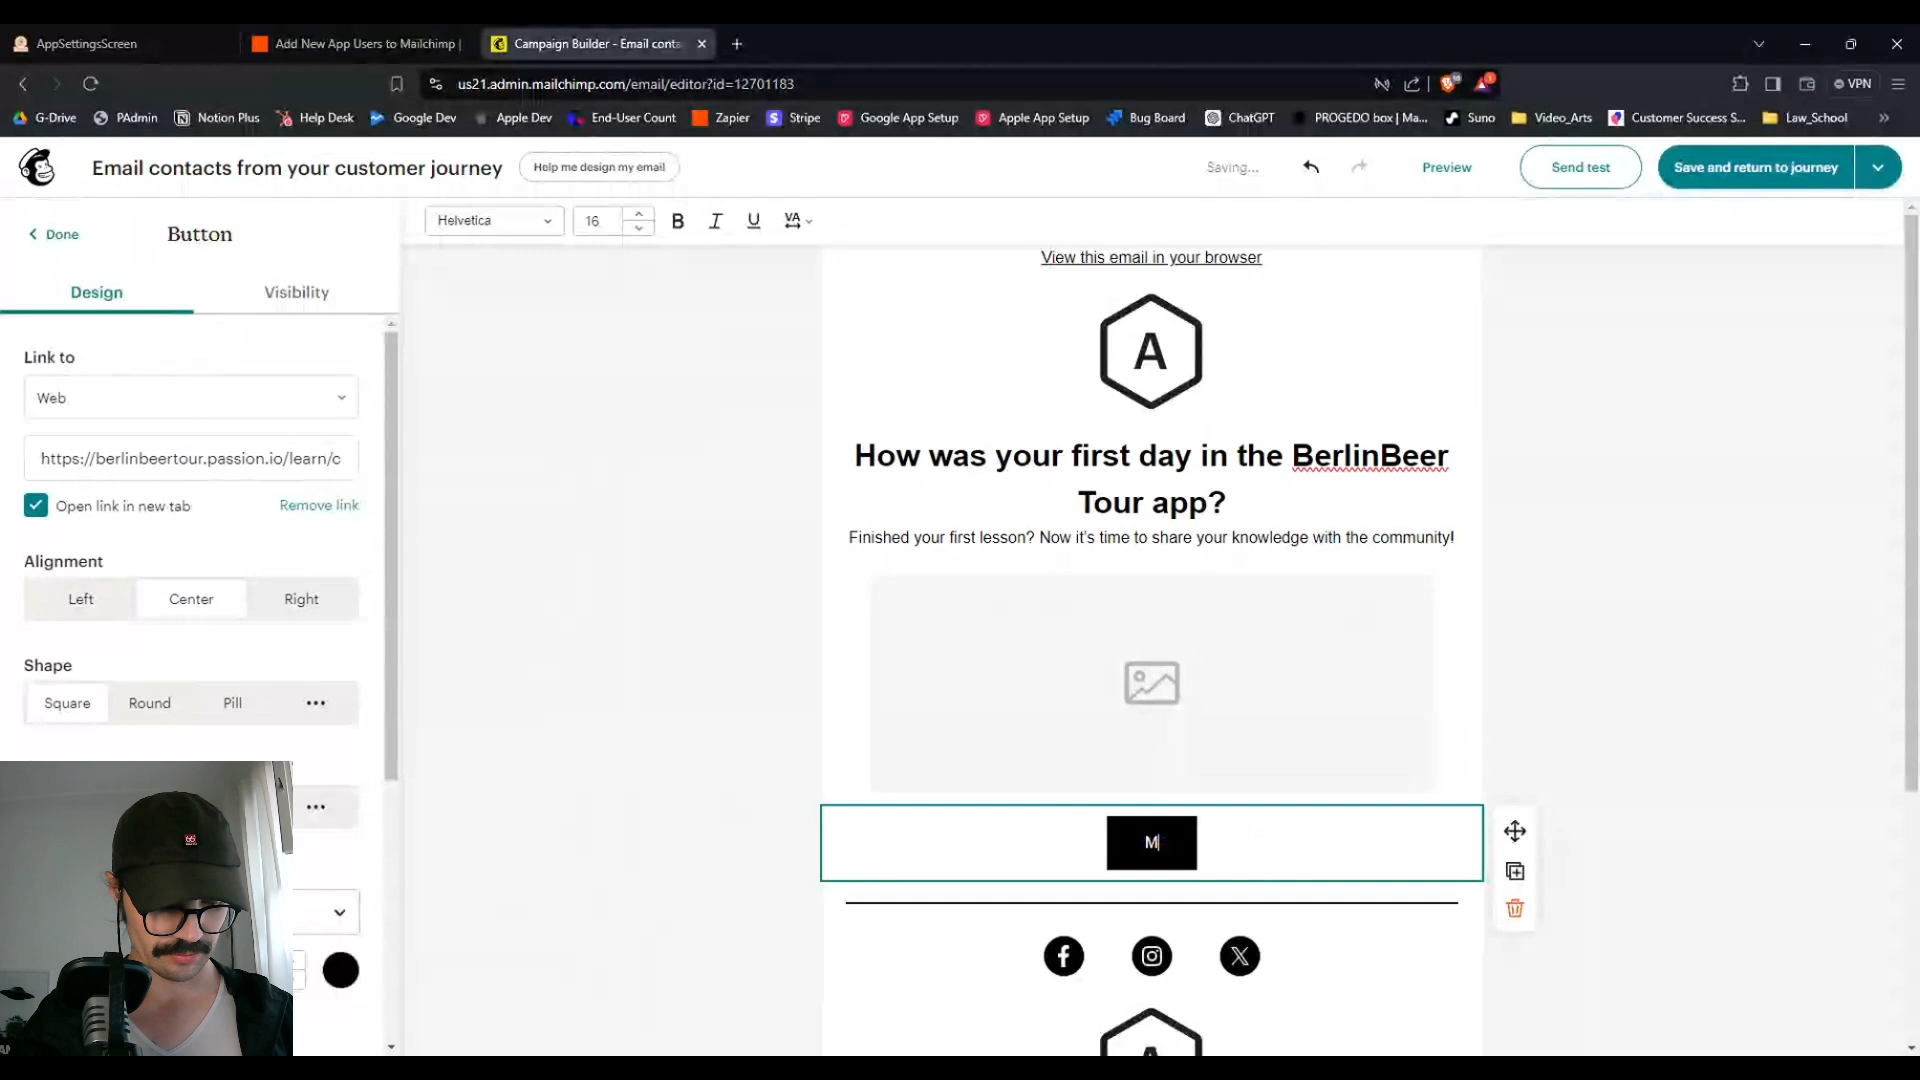 AppSettingsScreen
Add New App Users to Mailchimp |
Campaign Builder - Email conta
us21.admin.mailchimp.com/email/editor?id=12701183
VPN
G-Drive
PAdmin
Notion Plus
Help Desk
Google Dev
Apple Dev
End-User Count
Zapier
Stripe
Google App Setup
Apple App Setup
Bug Board
ChatGPT
PROGEDO box | Ma...
Suno
Video_Arts
Customer Success S...
Law_School
Email contacts from your customer journey
Help me design my email
Saving...
Preview
Send test
Save and return to journey
Done
Button
Helvetica
16
B I U VA
Design
Visibility
Link to
Web
https://berlinbeertour.passion.io/learn/c
Open link in new tab
Remove link
Alignment
Left
Center
Right
Shape
Square
Round
Pill
View this email in your browser
A
How was your first day in the BerlinBeer
Tour app?
Finished your first lesson? Now it's time to share your knowledge with the community!
M